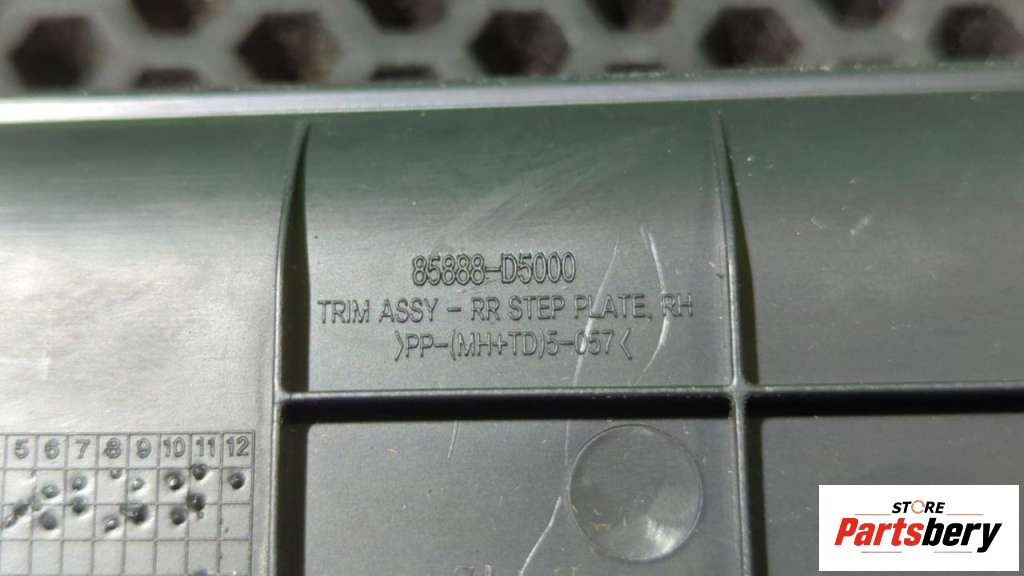 85888-D5000
TRIM ASSY - RR STEP PLATE, RH
>PP-(MH+TD)5-057<
5 6 7 8 9 10 11 12
STORE
Partsbery